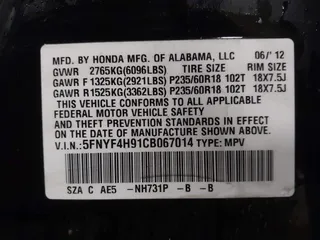 MFD. BY HONDA MFG. OF ALABAMA, LLC 06/'12
GVWR 2765KG(6096LBS) TIRE SIZE RIM SIZE
GAWR F 1325KG(2921LBS) P235/60R18 102T 18X7.5J
GAWR R 1525KG(3362LBS) P235/60R18 102T 18X7.5J
THIS VEHICLE CONFORMS TO ALL APPLICABLE
FEDERAL MOTOR VEHICLE SAFETY AND THEFT
PREVENTION STANDARDS IN EFFECT ON THE
DATE OF MANUFACTURE SHOWN ABOVE.
V.I.N.: 5FNYF4H91CB067014 TYPE: MPV
SZA C AE5 -NH731P -B -B